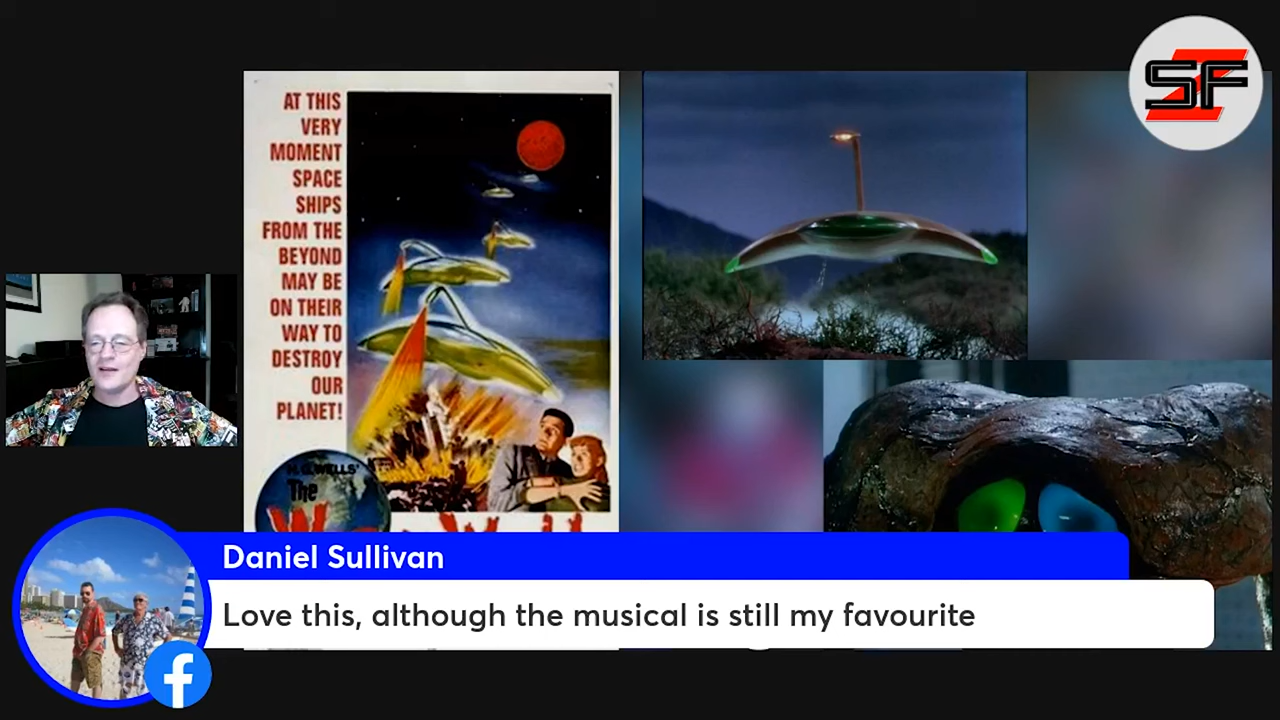 SF
AT THIS
VERY
MOMENT
SPACE
SHIPS
FROM THE
BEYOND
MAY BE
ON THEIR
WAY TO
DESTROY
OUR
PLANET!
H.G. WELLS'
The
Daniel Sullivan
Love this, although the musical is still my favourite